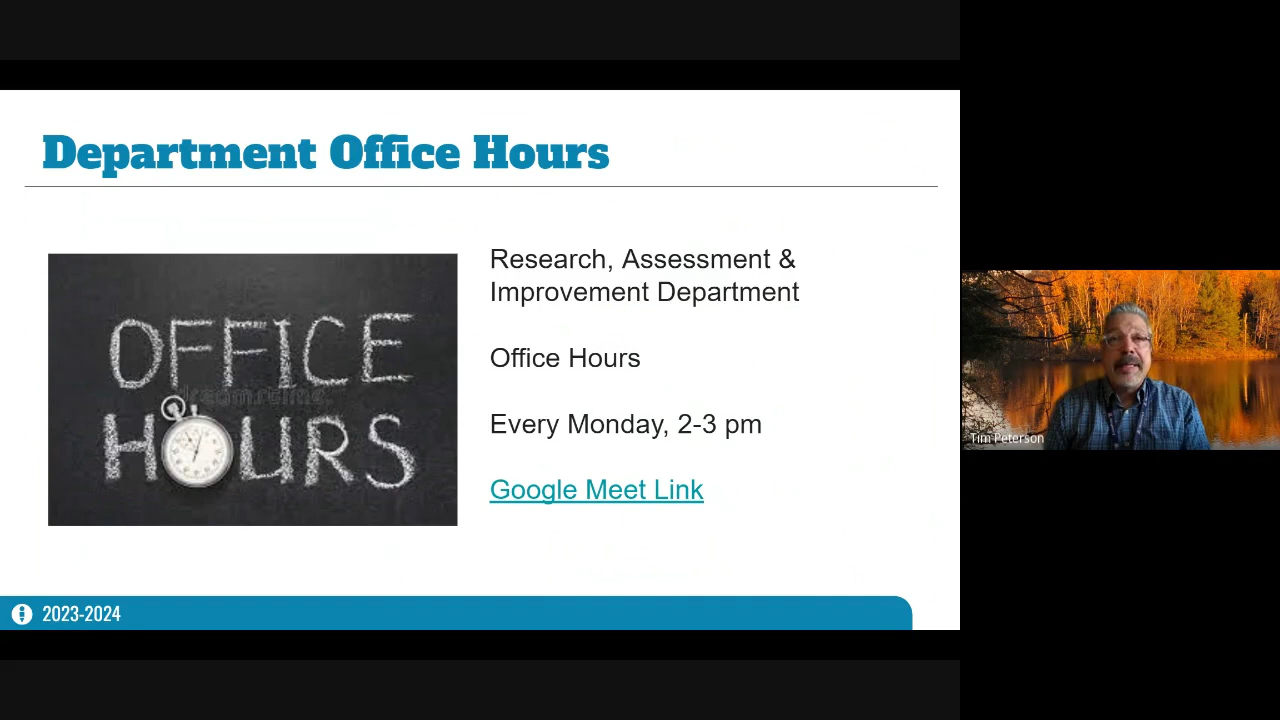 Department Office Hours
OFFICE
dreamstime.
HOURS
Research, Assessment &
Improvement Department
Office Hours
Every Monday, 2-3 pm
Google Meet Link
Tim Peterson
2023-2024